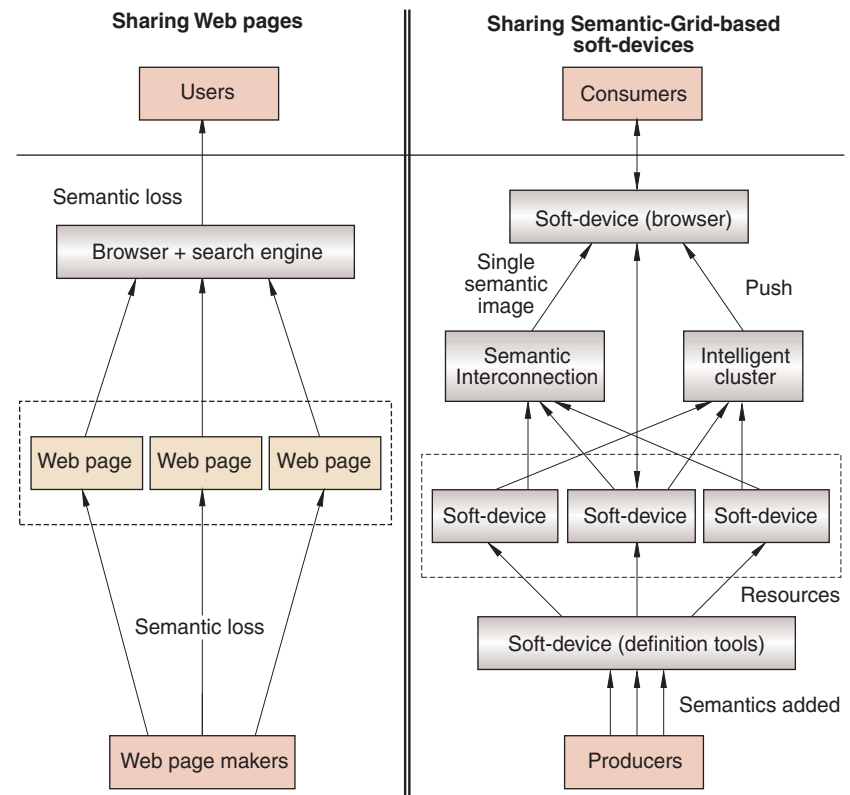 Sharing Web pages
Users
Semantic loss
Browser + search engine
Web page
Web page
Web page
Semantic loss
Web page makers
Sharing Semantic-Grid-based
soft-devices
Consumers
Soft-device (browser)
Single
semantic
image
Push
Semantic
Interconnection
Intelligent
cluster
Soft-device
Soft-device
Soft-device
Resources
Soft-device (definition tools)
Semantics added
Producers